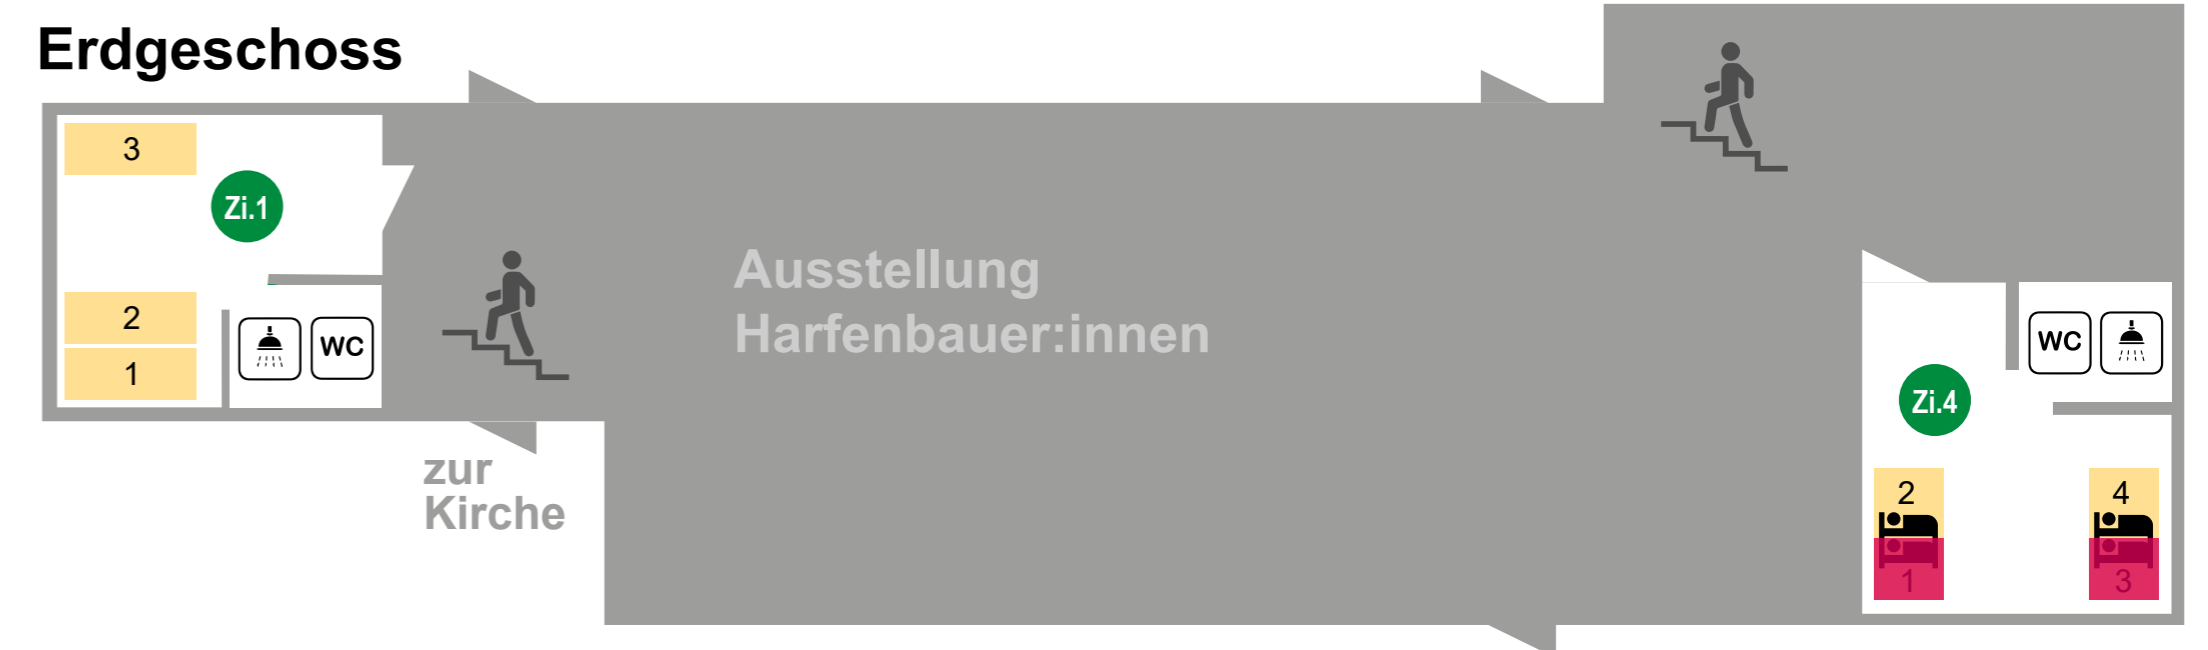 Erdgeschoss
3
Zi.1
2
1
WC
Ausstellung
Harfenbauer:innen
zur
Kirche
WC
Zi.4
2
4
1
3